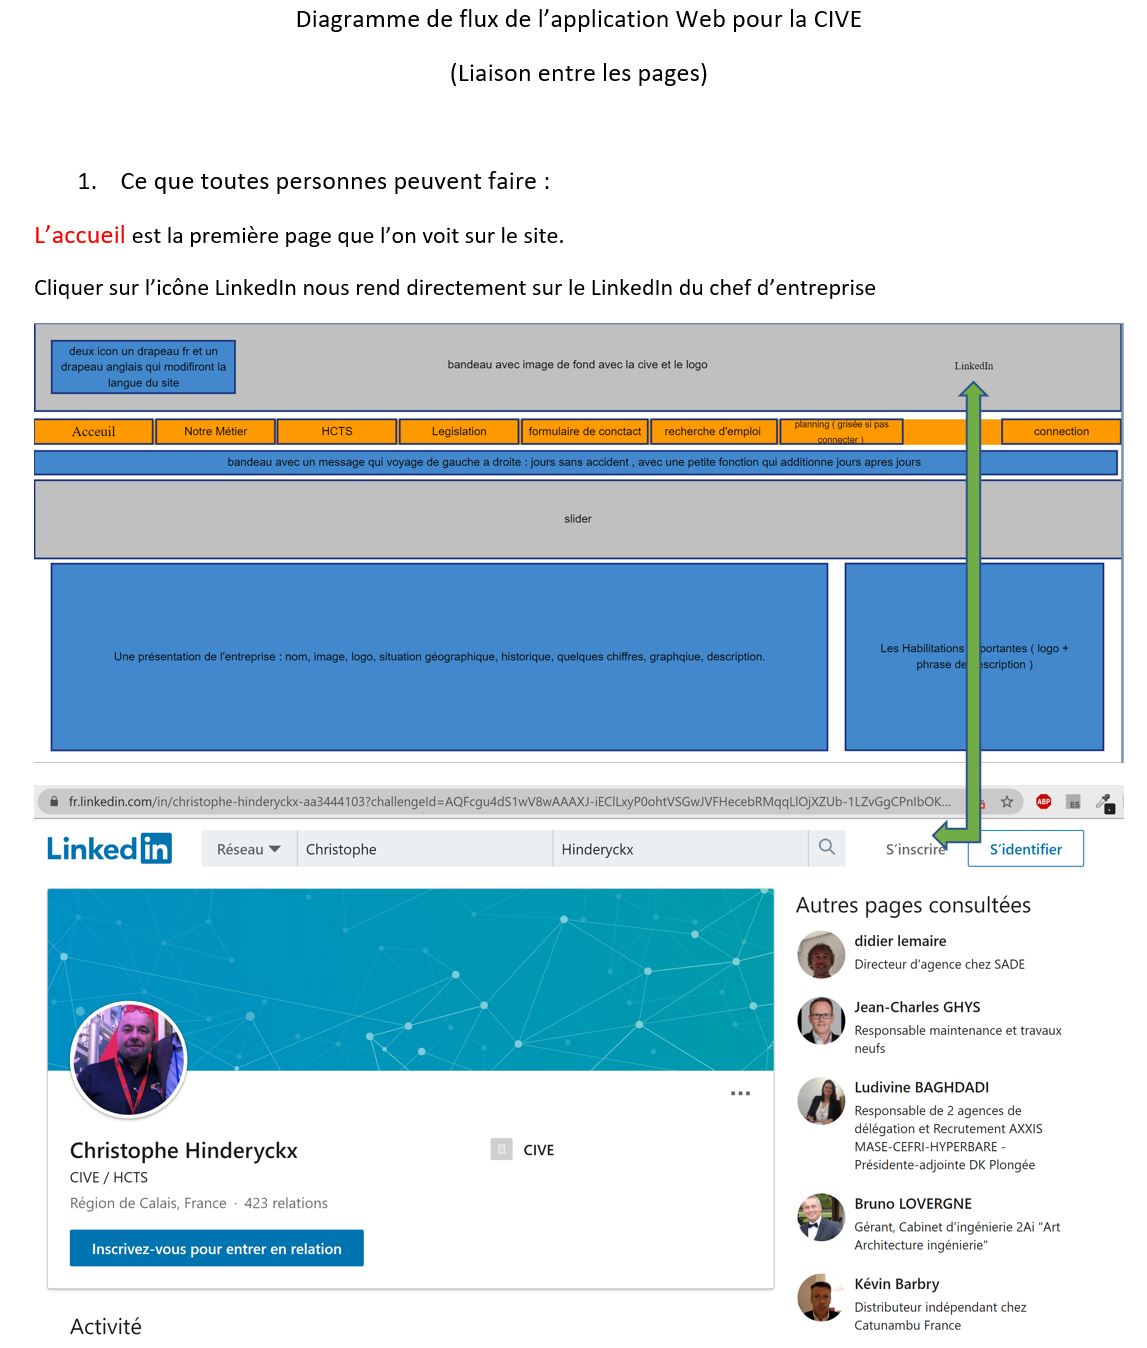 Diagramme de flux de l’application Web pour la CIVE
(Liaison entre les pages)
1. Ce que toutes personnes peuvent faire :
L’accueil est la première page que l’on voit sur le site.
Cliquer sur l’icône LinkedIn nous rend directement sur le LinkedIn du chef d’entreprise
deux icon un drapeau fr et un
drapeau anglais qui modifiront la
langue du site
bandeau avec image de fond avec la cive et le logo
LinkedIn
Acceuil
Notre Métier
HCTS
Legislation
formulaire de conctact
recherche d'emploi
planning ( grisée si pas
connecter )
connection
bandeau avec un message qui voyage de gauche a droite : jours sans accident , avec une petite fonction qui additionne jours apres jours
slider
Une présentation de l'entreprise : nom, image, logo, situation géographique, historique, quelques chiffres, graphqiue, description.
Les Habilitations portantes ( logo +
phrase de scription )
fr.linkedin.com/in/christophe-hinderyckx-aa3444103?challengeId=
ABP
ES
Linked in
Réseau
Christophe
Hinderyckx
S'inscrire
S'identifier
Autres pages consultées
didier lemaire
Directeur d'agence chez SADE
Jean-Charles GHYS
Responsable maintenance et travaux
neufs
Ludivine BAGHDADI
Responsable de 2 agences de
délégation et Recrutement AXXIS
MASE-CEFRI-HYPERBARE -
Présidente-adjointe DK Plongée
Bruno LOVERGNE
Gérant, Cabinet d'ingénierie 2Ai "Art
Architecture ingénierie"
Kévin Barbry
Distributeur indépendant chez
Catunambu France
Christophe Hinderyckx
CIVE
CIVE / HCTS
Région de Calais, France · 423 relations
Inscrivez-vous pour entrer en relation
Activité